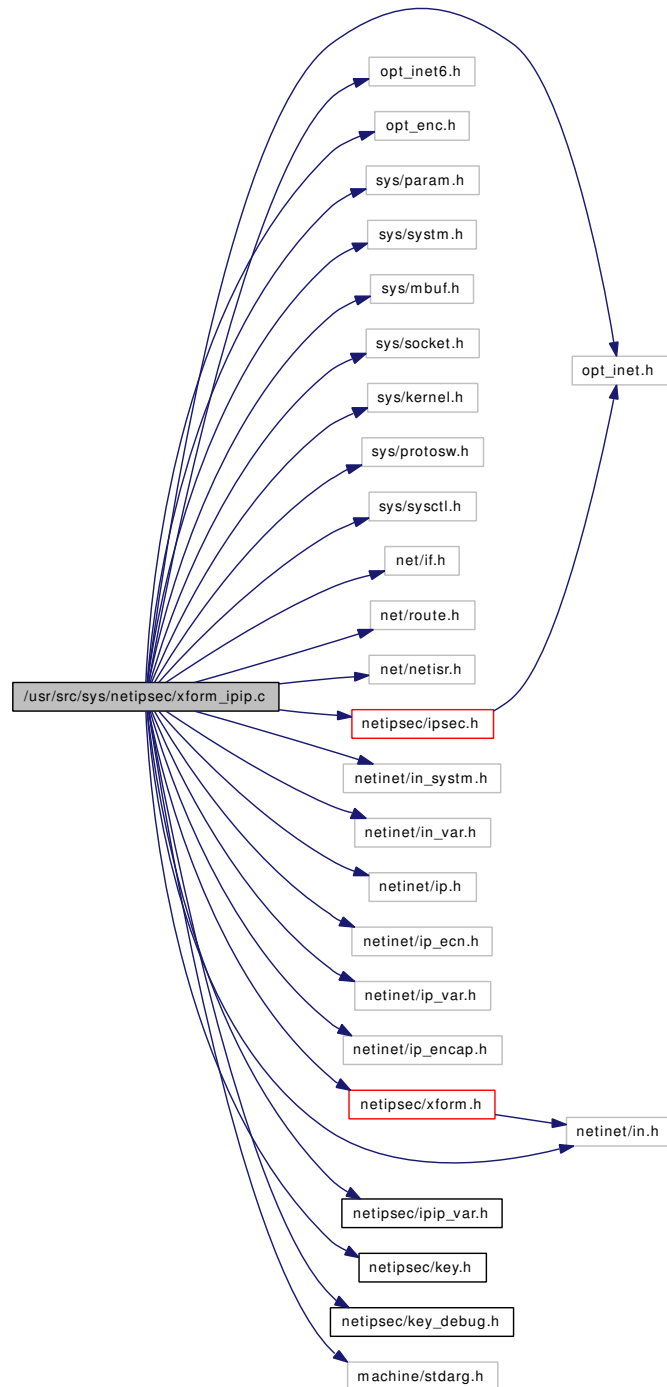 opt_inet6.h
opt_enc.h
sys/param.h
sys/systm.h
sys/mbuf.h
sys/socket.h
opt_inet.h
sys/kernel.h
sys/protosw.h
sys/sysctl.h
net/if.h
net/route.h
net/netisr.h
/usr/src/sys/netipsec/xform_ipip.c
netipsec/ipsec.h
netinet/in_systm.h
netinet/in_var.h
netinet/ip.h
netinet/ip_ecn.h
netinet/ip_var.h
netinet/ip_encap.h
netipsec/xform.h
netinet/in.h
netipsec/ipip_var.h
netipsec/key.h
netipsec/key_debug.h
machine/stdarg.h